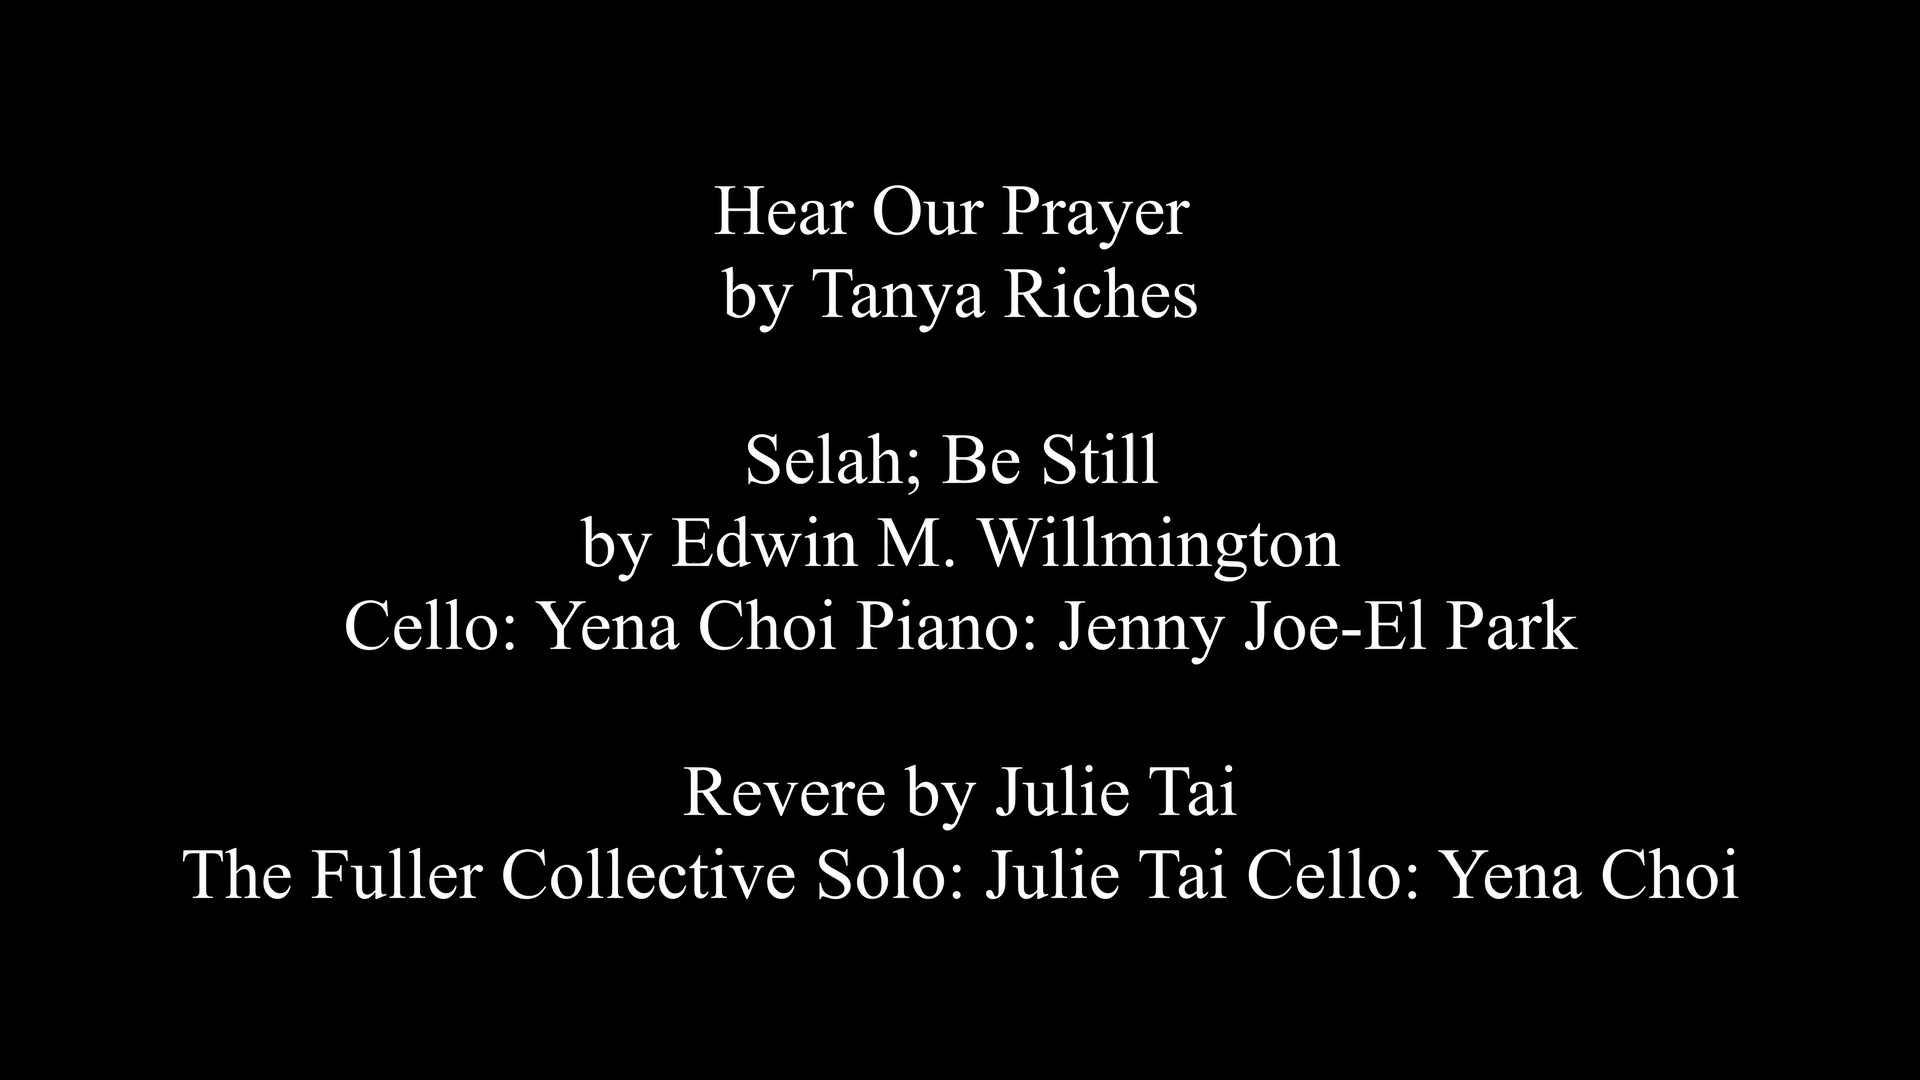 Hear Our Prayer
by Tanya Riches
Selah; Be Still
by Edwin M. Willmington
Cello: Yena Choi Piano: Jenny Joe-El Park
Revere by Julie Tai
The Fuller Collective Solo: Julie Tai Cello: Yena Choi